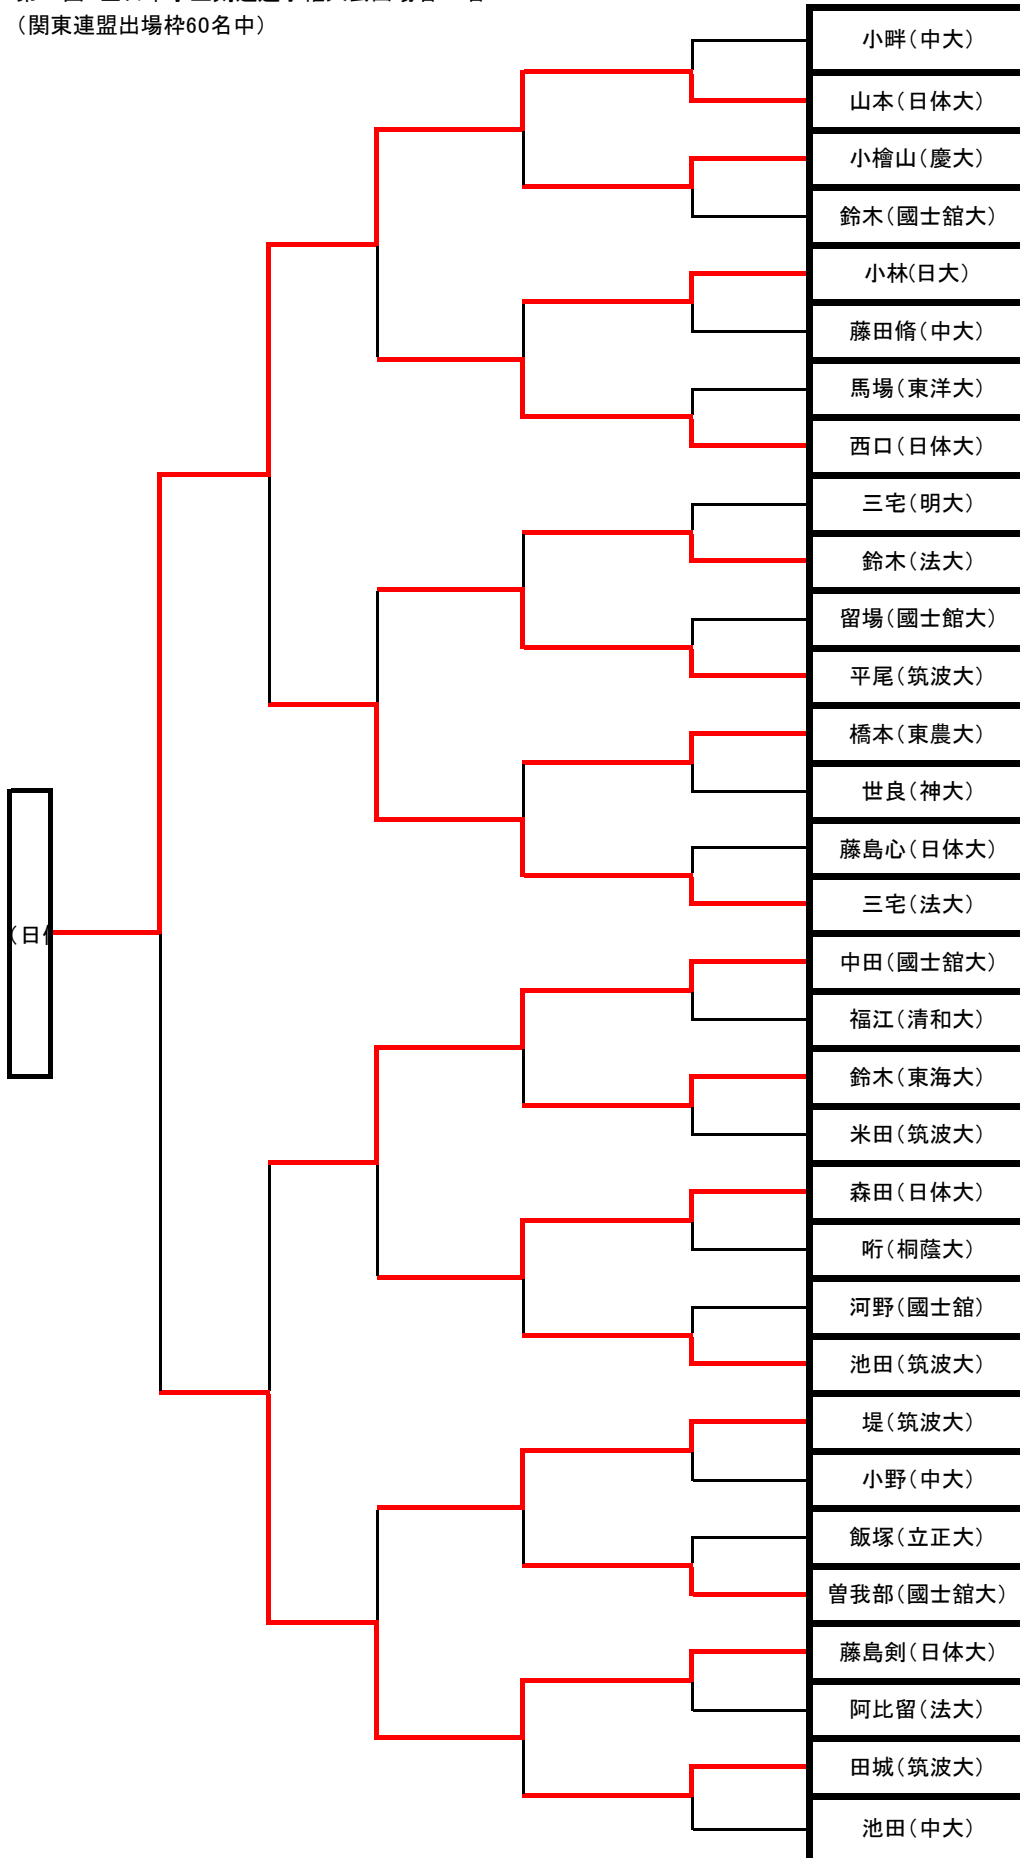 （関東連盟出場枠60名中）
小畔（中大）
山本（日体大）
小檜山（慶大）
鈴木（國士舘大）
小林(日大）
藤田脩（中大）
馬場（東洋大）
西口（日体大）
三宅（明大）
鈴木（法大）
留場（國士館大）
平尾（筑波大）
橋本（東農大）
世良（神大）
藤島心（日体大）
三宅（法大）
（日
中田（國士舘大）
福江（清和大）
鈴木（東海大）
米田（筑波大）
森田（日体大）
哘（桐蔭大）
河野（國士舘）
池田（筑波大）
堤（筑波大）
小野（中大）
飯塚（立正大）
曽我部（國士舘大）
藤島剣（日体大）
阿比留（法大）
田城（筑波大）
池田（中大）